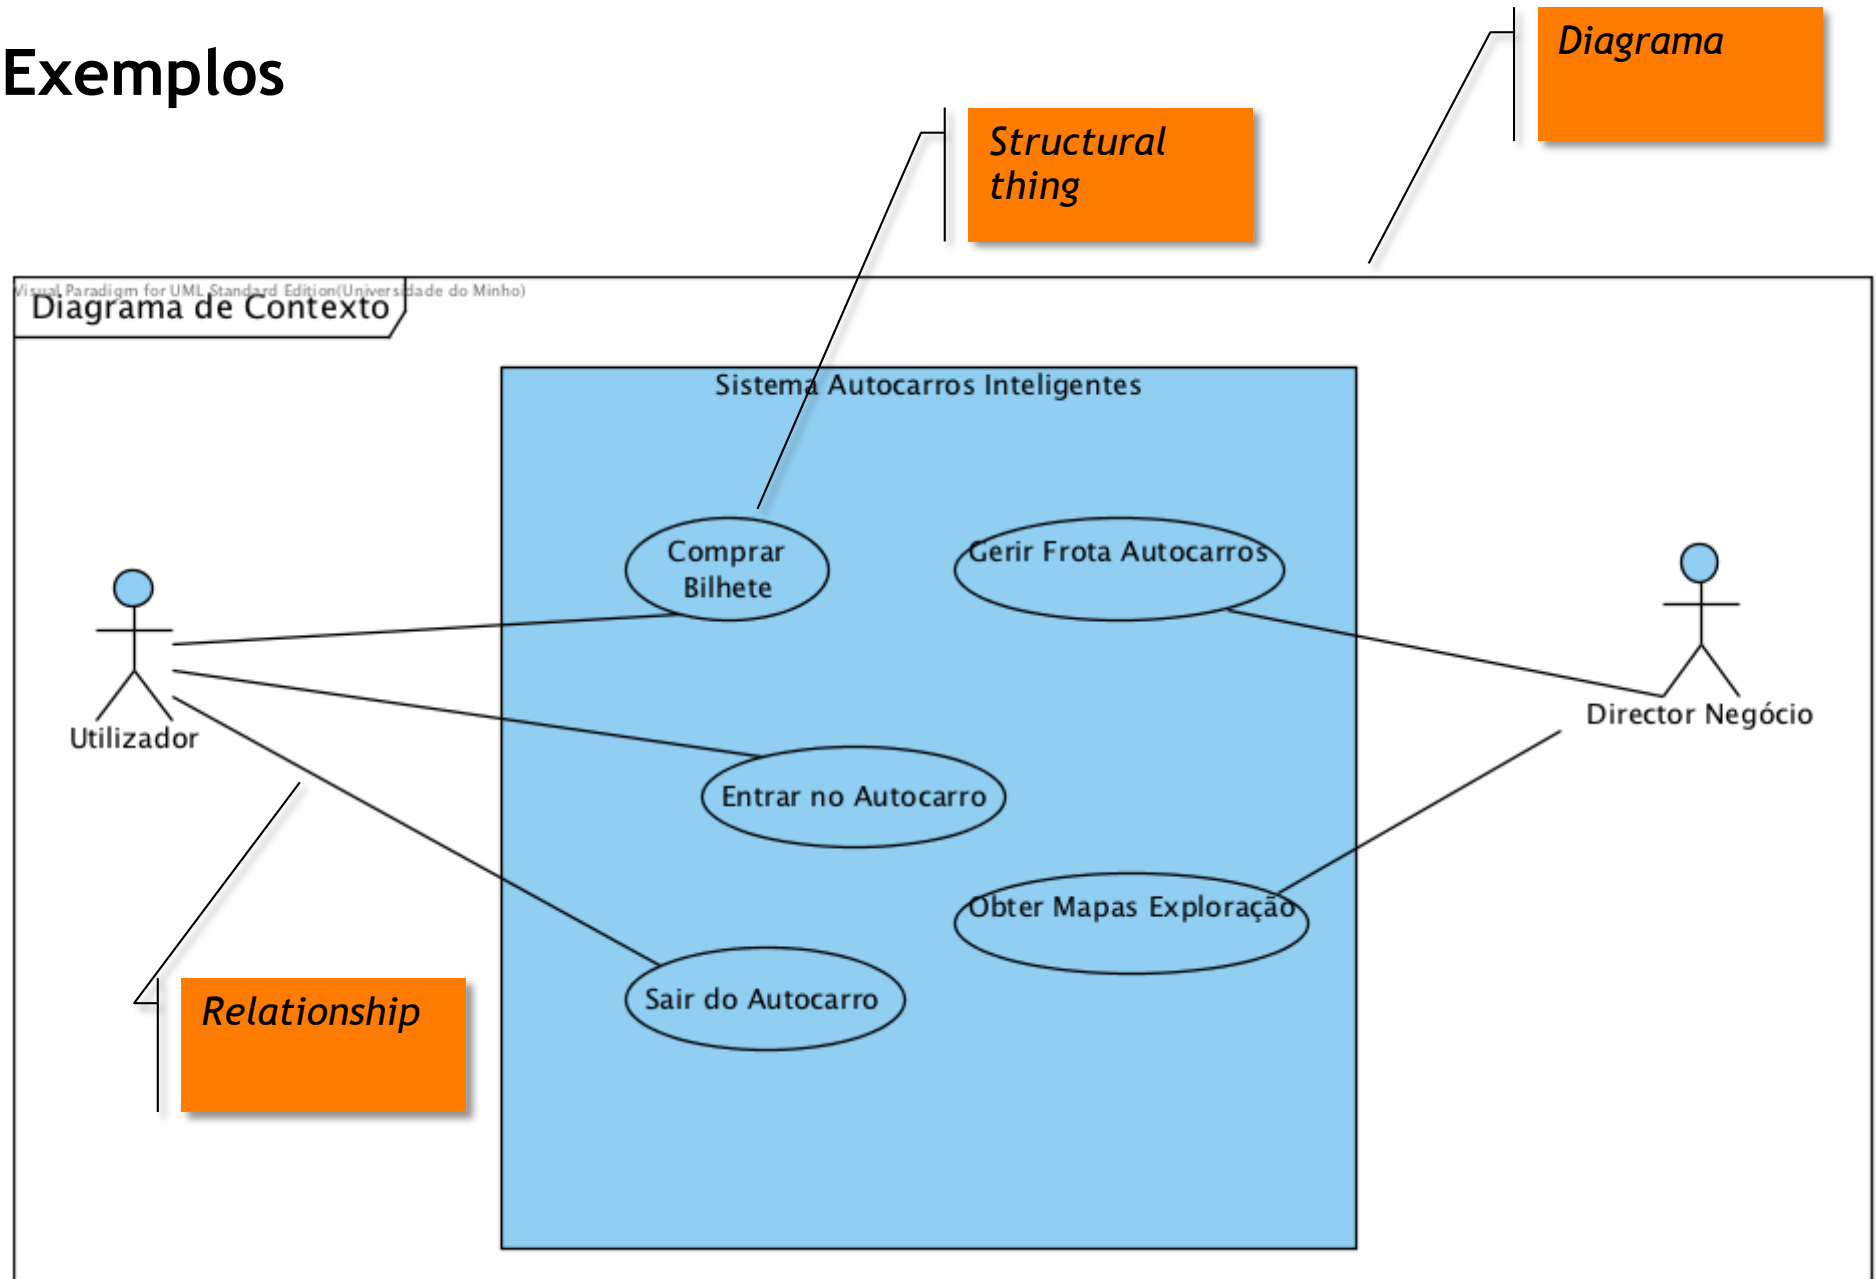 Exemplos
Diagrama
Structural
thing
Visual Paradigm for UML Standard Edition(Universidade do Minho)
Diagrama de Contexto
Sistema Autocarros Inteligentes
Comprar
Bilhete
Gerir Frota Autocarros
Utilizador
Director Negócio
Entrar no Autocarro
Obter Mapas Exploração
Sair do Autocarro
Relationship